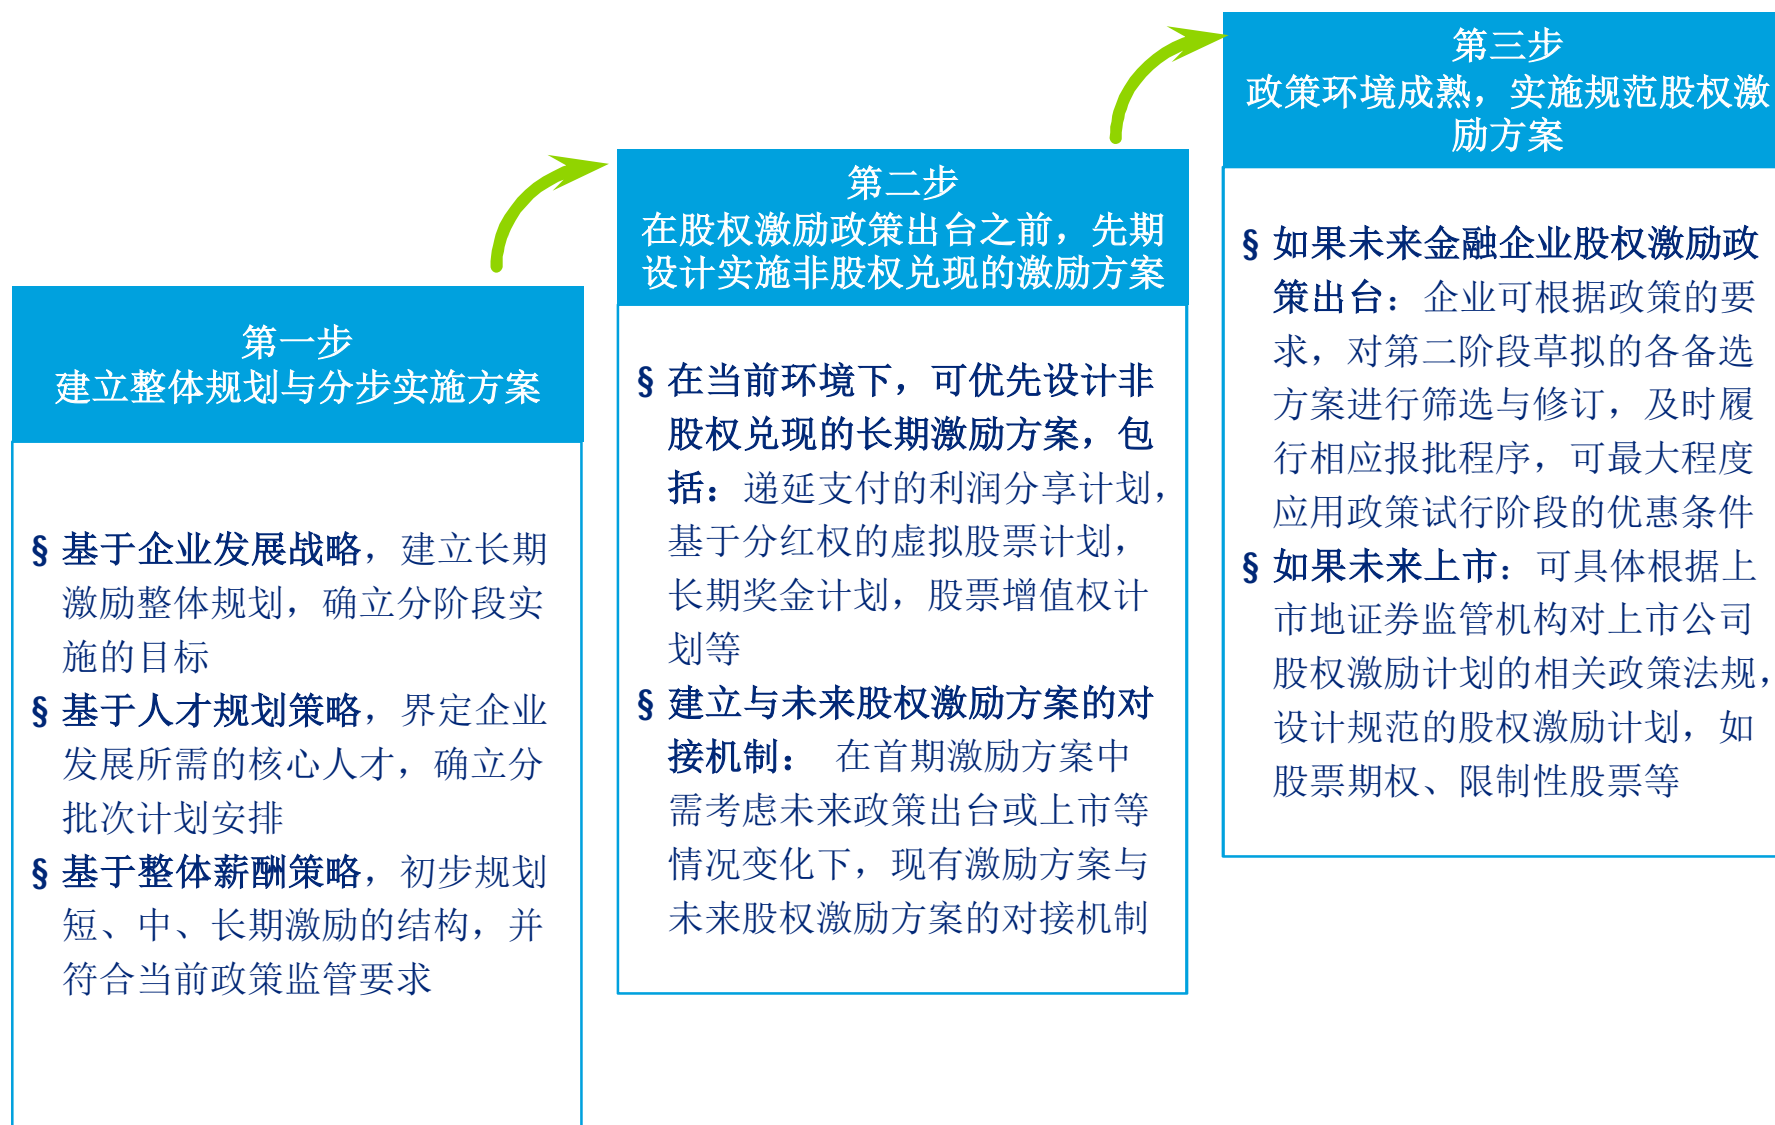 第一步
建立整体规划与分步实施方案
§ 基于企业发展战略，建立长期
激励整体规划，确立分阶段实
施的目标
§ 基于人才规划策略，界定企业
发展所需的核心人才，确立分
批次计划安排
§ 基于整体薪酬策略，初步规划
短、中、长期激励的结构，并
符合当前政策监管要求
第二步
在股权激励政策出台之前，先期
设计实施非股权兑现的激励方案
§ 在当前环境下，可优先设计非
股权兑现的长期激励方案，包
括：递延支付的利润分享计划，
基于分红权的虚拟股票计划，
长期奖金计划，股票增值权计
划等
§ 建立与未来股权激励方案的对
接机制： 在首期激励方案中
需考虑未来政策出台或上市等
情况变化下，现有激励方案与
未来股权激励方案的对接机制
第三步
政策环境成熟，实施规范股权激
励方案
§ 如果未来金融企业股权激励政
策出台：企业可根据政策的要
求，对第二阶段草拟的各备选
方案进行筛选与修订，及时履
行相应报批程序，可最大程度
应用政策试行阶段的优惠条件
§ 如果未来上市：可具体根据上
市地证券监管机构对上市公司
股权激励计划的相关政策法规，
设计规范的股权激励计划，如
股票期权、限制性股票等